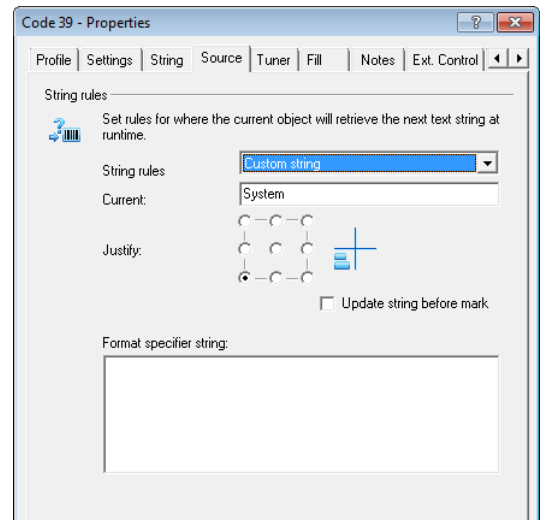 Code 39 - Properties
Profile Settings String Source Tuner Fill Notes Ext. Control
String rules
Set rules for where the current object will retrieve the next text string at
runtime.
String rules Custom string
Current: System
Justify:
Update string before mark
Format specifier string: